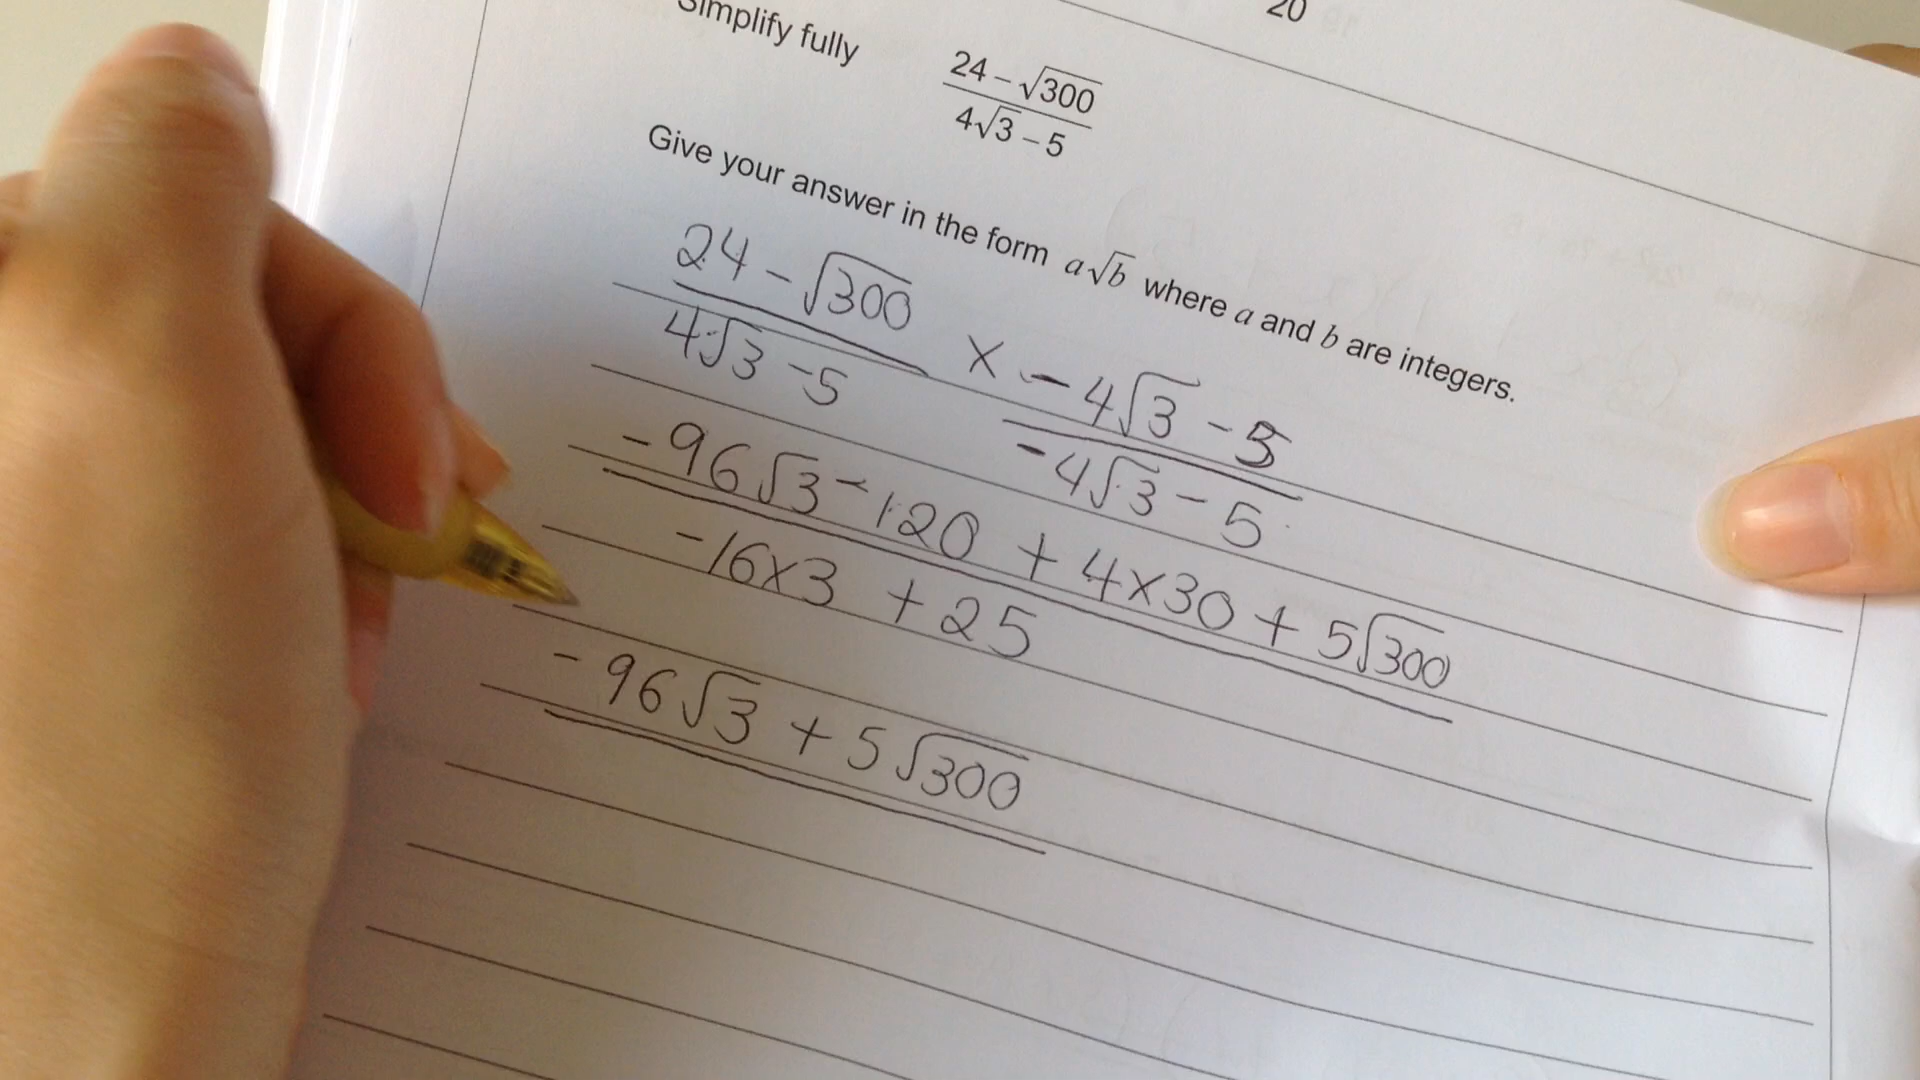 20
Simplify fully
24 – √300
4√3 – 5
Give your answer in the form a√b where a and b are integers.
24 – √300 × – 4√3 – 5
4√3 – 5 – 4√3 – 5
– 96√3 – 120 + 4×30 + 5√300
–16×3 + 25
– 96√3 + 5√300